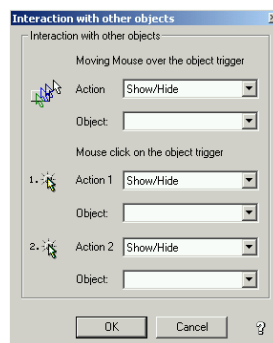 Interaction with other objects
Interaction with other objects
Moving Mouse over the object trigger
Action Show/Hide
Object:
Mouse click on the object trigger
1. Action 1 Show/Hide
Object:
2. Action 2 Show/Hide
Object:
OK Cancel ?